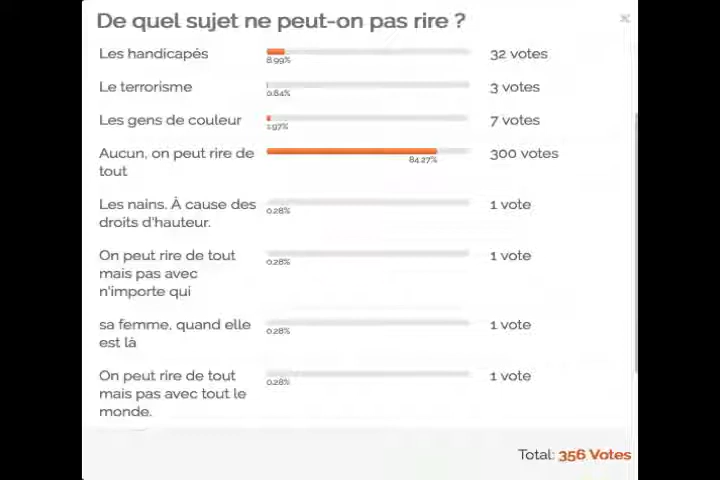 De quel sujet ne peut-on pas rire ?
×
Les handicapés
8.99%
32 votes
Le terrorisme
0.84%
3 votes
Les gens de couleur
1.97%
7 votes
Aucun, on peut rire de
tout
84.27%
300 votes
Les nains. À cause des
droits d'hauteur.
0.28%
1 vote
On peut rire de tout
mais pas avec
n'importe qui
0.28%
1 vote
sa femme, quand elle
est là
0.28%
1 vote
On peut rire de tout
mais pas avec tout le
monde.
0.28%
1 vote
Total: 356 Votes